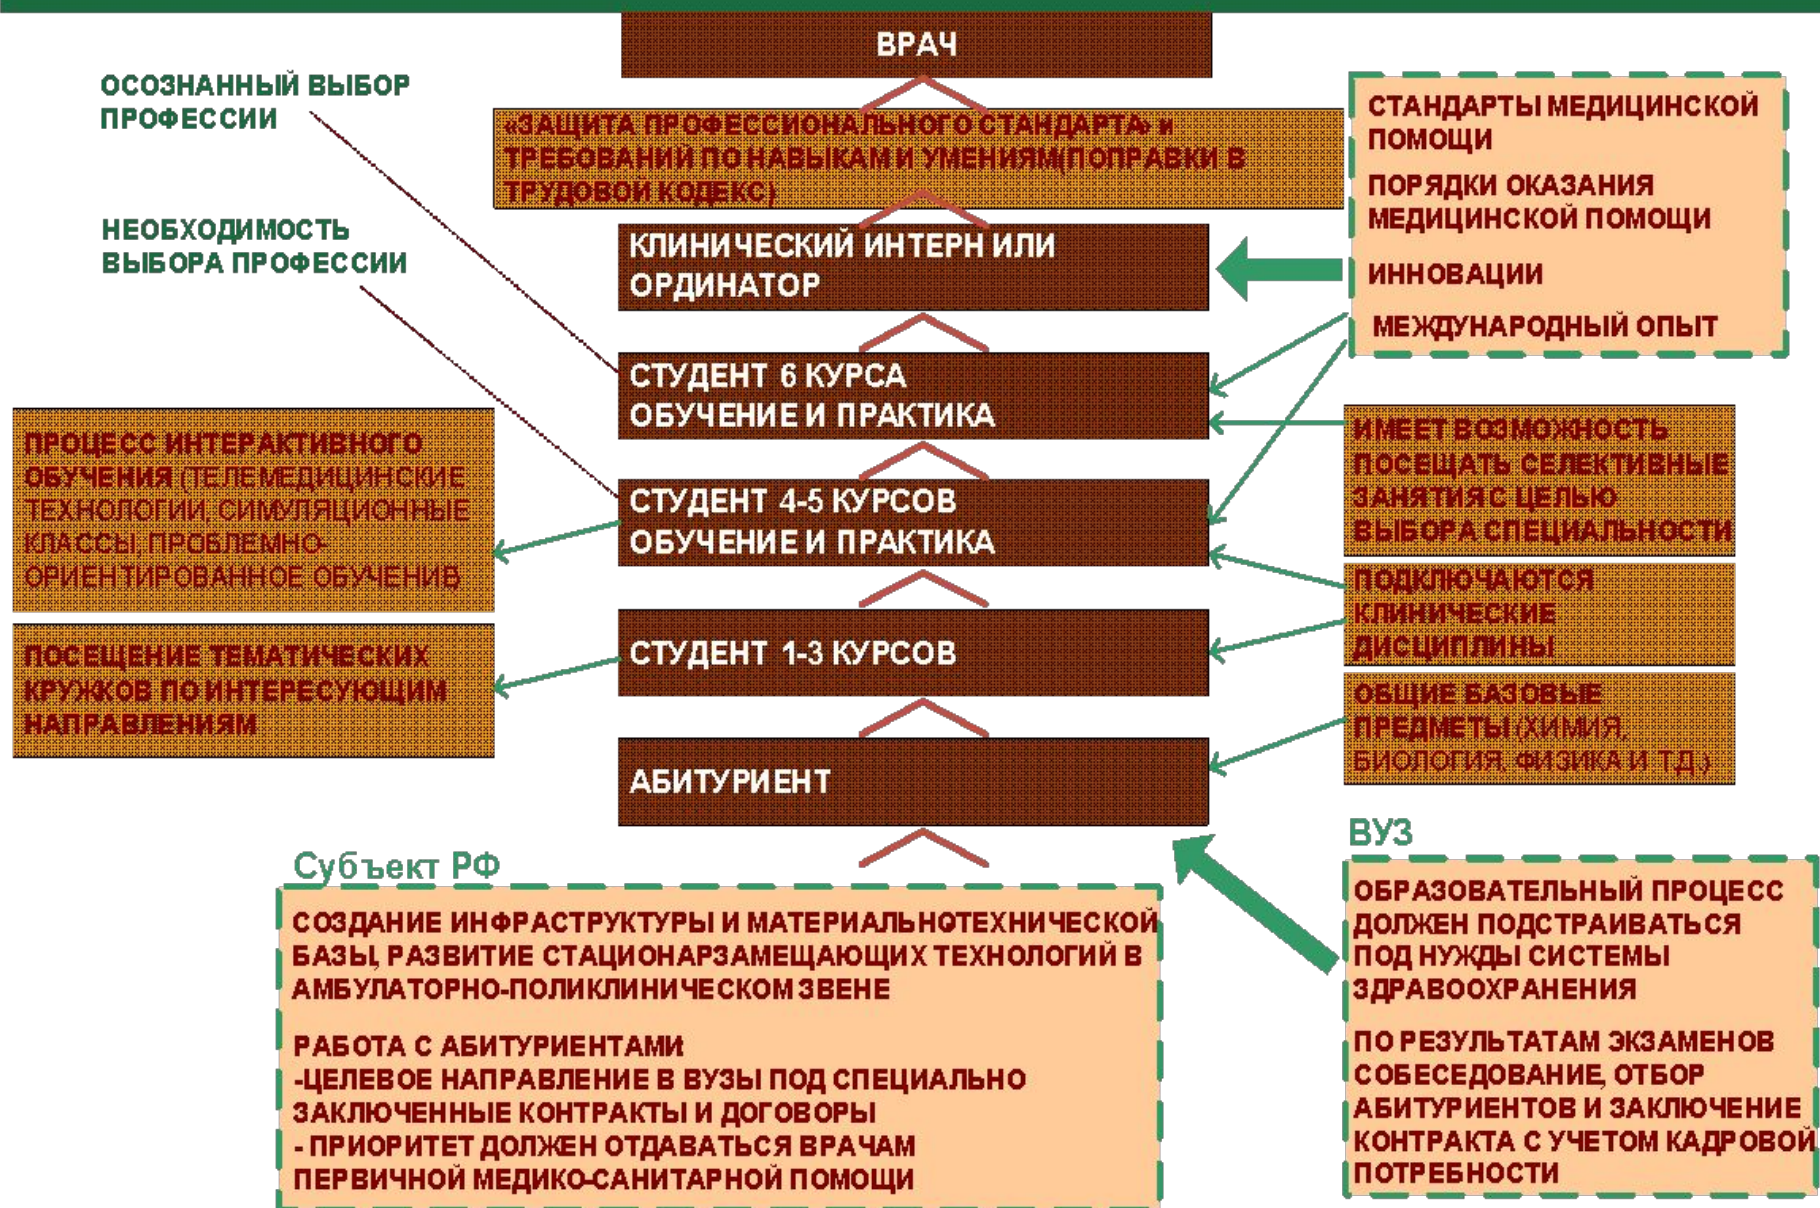 ВРАЧ
ОСОЗНАННЫЙ ВЫБОР
ПРОФЕССИИ
«ЗАЩИТА ПРОФЕССИОНАЛЬНОГО СТАНДАРТА» и
ТРЕБОВАНИЙ ПО НАВЫКАМ И УМЕНИЯМ(ПОПРАВКИ В
ТРУДОВОЙ КОДЕКС)
СТАНДАРТЫ МЕДИЦИНСКОЙ
ПОМОЩИ
ПОРЯДКИ ОКАЗАНИЯ
МЕДИЦИНСКОЙ ПОМОЩИ
ИННОВАЦИИ
МЕЖДУНАРОДНЫЙ ОПЫТ
НЕОБХОДИМОСТЬ
ВЫБОРА ПРОФЕССИИ
КЛИНИЧЕСКИЙ ИНТЕРН ИЛИ
ОРДИНАТОР
СТУДЕНТ 6 КУРСА
ОБУЧЕНИЕ И ПРАКТИКА
ПРОЦЕСС ИНТЕРАКТИВНОГО
ОБУЧЕНИЯ (ТЕЛЕМЕДИЦИНСКИЕ
ТЕХНОЛОГИИ, СИМУЛЯЦИОННЫЕ
КЛАССЫ, ПРОБЛЕМНО-
ОРИЕНТИРОВАННОЕ ОБУЧЕНИЕ)
ИМЕЕТ ВОЗМОЖНОСТЬ
ПОСЕЩАТЬ СЕЛЕКТИВНЫЕ
ЗАНЯТИЯ С ЦЕЛЬЮ
ВЫБОРА СПЕЦИАЛЬНОСТИ
СТУДЕНТ 4-5 КУРСОВ
ОБУЧЕНИЕ И ПРАКТИКА
ПОДКЛЮЧАЮТСЯ
КЛИНИЧЕСКИЕ
ДИСЦИПЛИНЫ
ПОСЕЩЕНИЕ ТЕМАТИЧЕСКИХ
КРУЖКОВ ПО ИНТЕРЕСУЮЩИМ
НАПРАВЛЕНИЯМ
СТУДЕНТ 1-3 КУРСОВ
ОБЩИЕ БАЗОВЫЕ
ПРЕДМЕТЫ (ХИМИЯ,
БИОЛОГИЯ, ФИЗИКА И Т.Д.)
АБИТУРИЕНТ
Субъект РФ
СОЗДАНИЕ ИНФРАСТРУКТУРЫ И МАТЕРИАЛЬНОТЕХНИЧЕСКОЙ
БАЗЫ, РАЗВИТИЕ СТАЦИОНАРЗАМЕЩАЮЩИХ ТЕХНОЛОГИЙ В
АМБУЛАТОРНО-ПОЛИКЛИНИЧЕСКОМ ЗВЕНЕ
РАБОТА С АБИТУРИЕНТАМИ
-ЦЕЛЕВОЕ НАПРАВЛЕНИЕ В ВУЗЫ ПОД СПЕЦИАЛЬНО
ЗАКЛЮЧЕННЫЕ КОНТРАКТЫ И ДОГОВОРЫ
- ПРИОРИТЕТ ДОЛЖЕН ОТДАВАТЬСЯ ВРАЧАМ
ПЕРВИЧНОЙ МЕДИКО-САНИТАРНОЙ ПОМОЩИ
ВУЗ
ОБРАЗОВАТЕЛЬНЫЙ ПРОЦЕСС
ДОЛЖЕН ПОДСТРАИВАТЬСЯ
ПОД НУЖДЫ СИСТЕМЫ
ЗДРАВООХРАНЕНИЯ
ПО РЕЗУЛЬТАТАМ ЭКЗАМЕНОВ
СОБЕСЕДОВАНИЕ, ОТБОР
АБИТУРИЕНТОВ И ЗАКЛЮЧЕНИЕ
КОНТРАКТА С УЧЕТОМ КАДРОВОЙ
ПОТРЕБНОСТИ